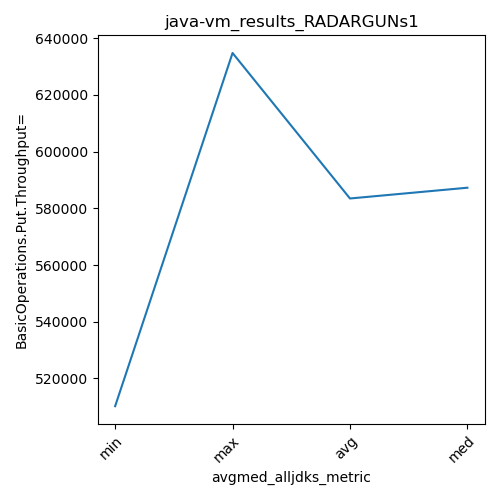 java-vm_results_RADARGUNs1
BasicOperations.Put.Throughput=
640000
620000
600000
580000
560000
540000
520000
min
max
avg
med
avgmed_alljdks_metric